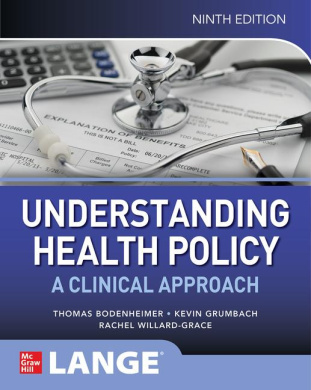 NINTH EDITION
EXPLANATION OF BENEFITS
THIS IS NOT A BILL
UNDERSTANDING
HEALTH POLICY
A CLINICAL APPROACH
THOMAS BODENHEIMER • KEVIN GRUMBACH
RACHEL WILLARD-GRACE
Mc
Graw
Hill
LANGE®